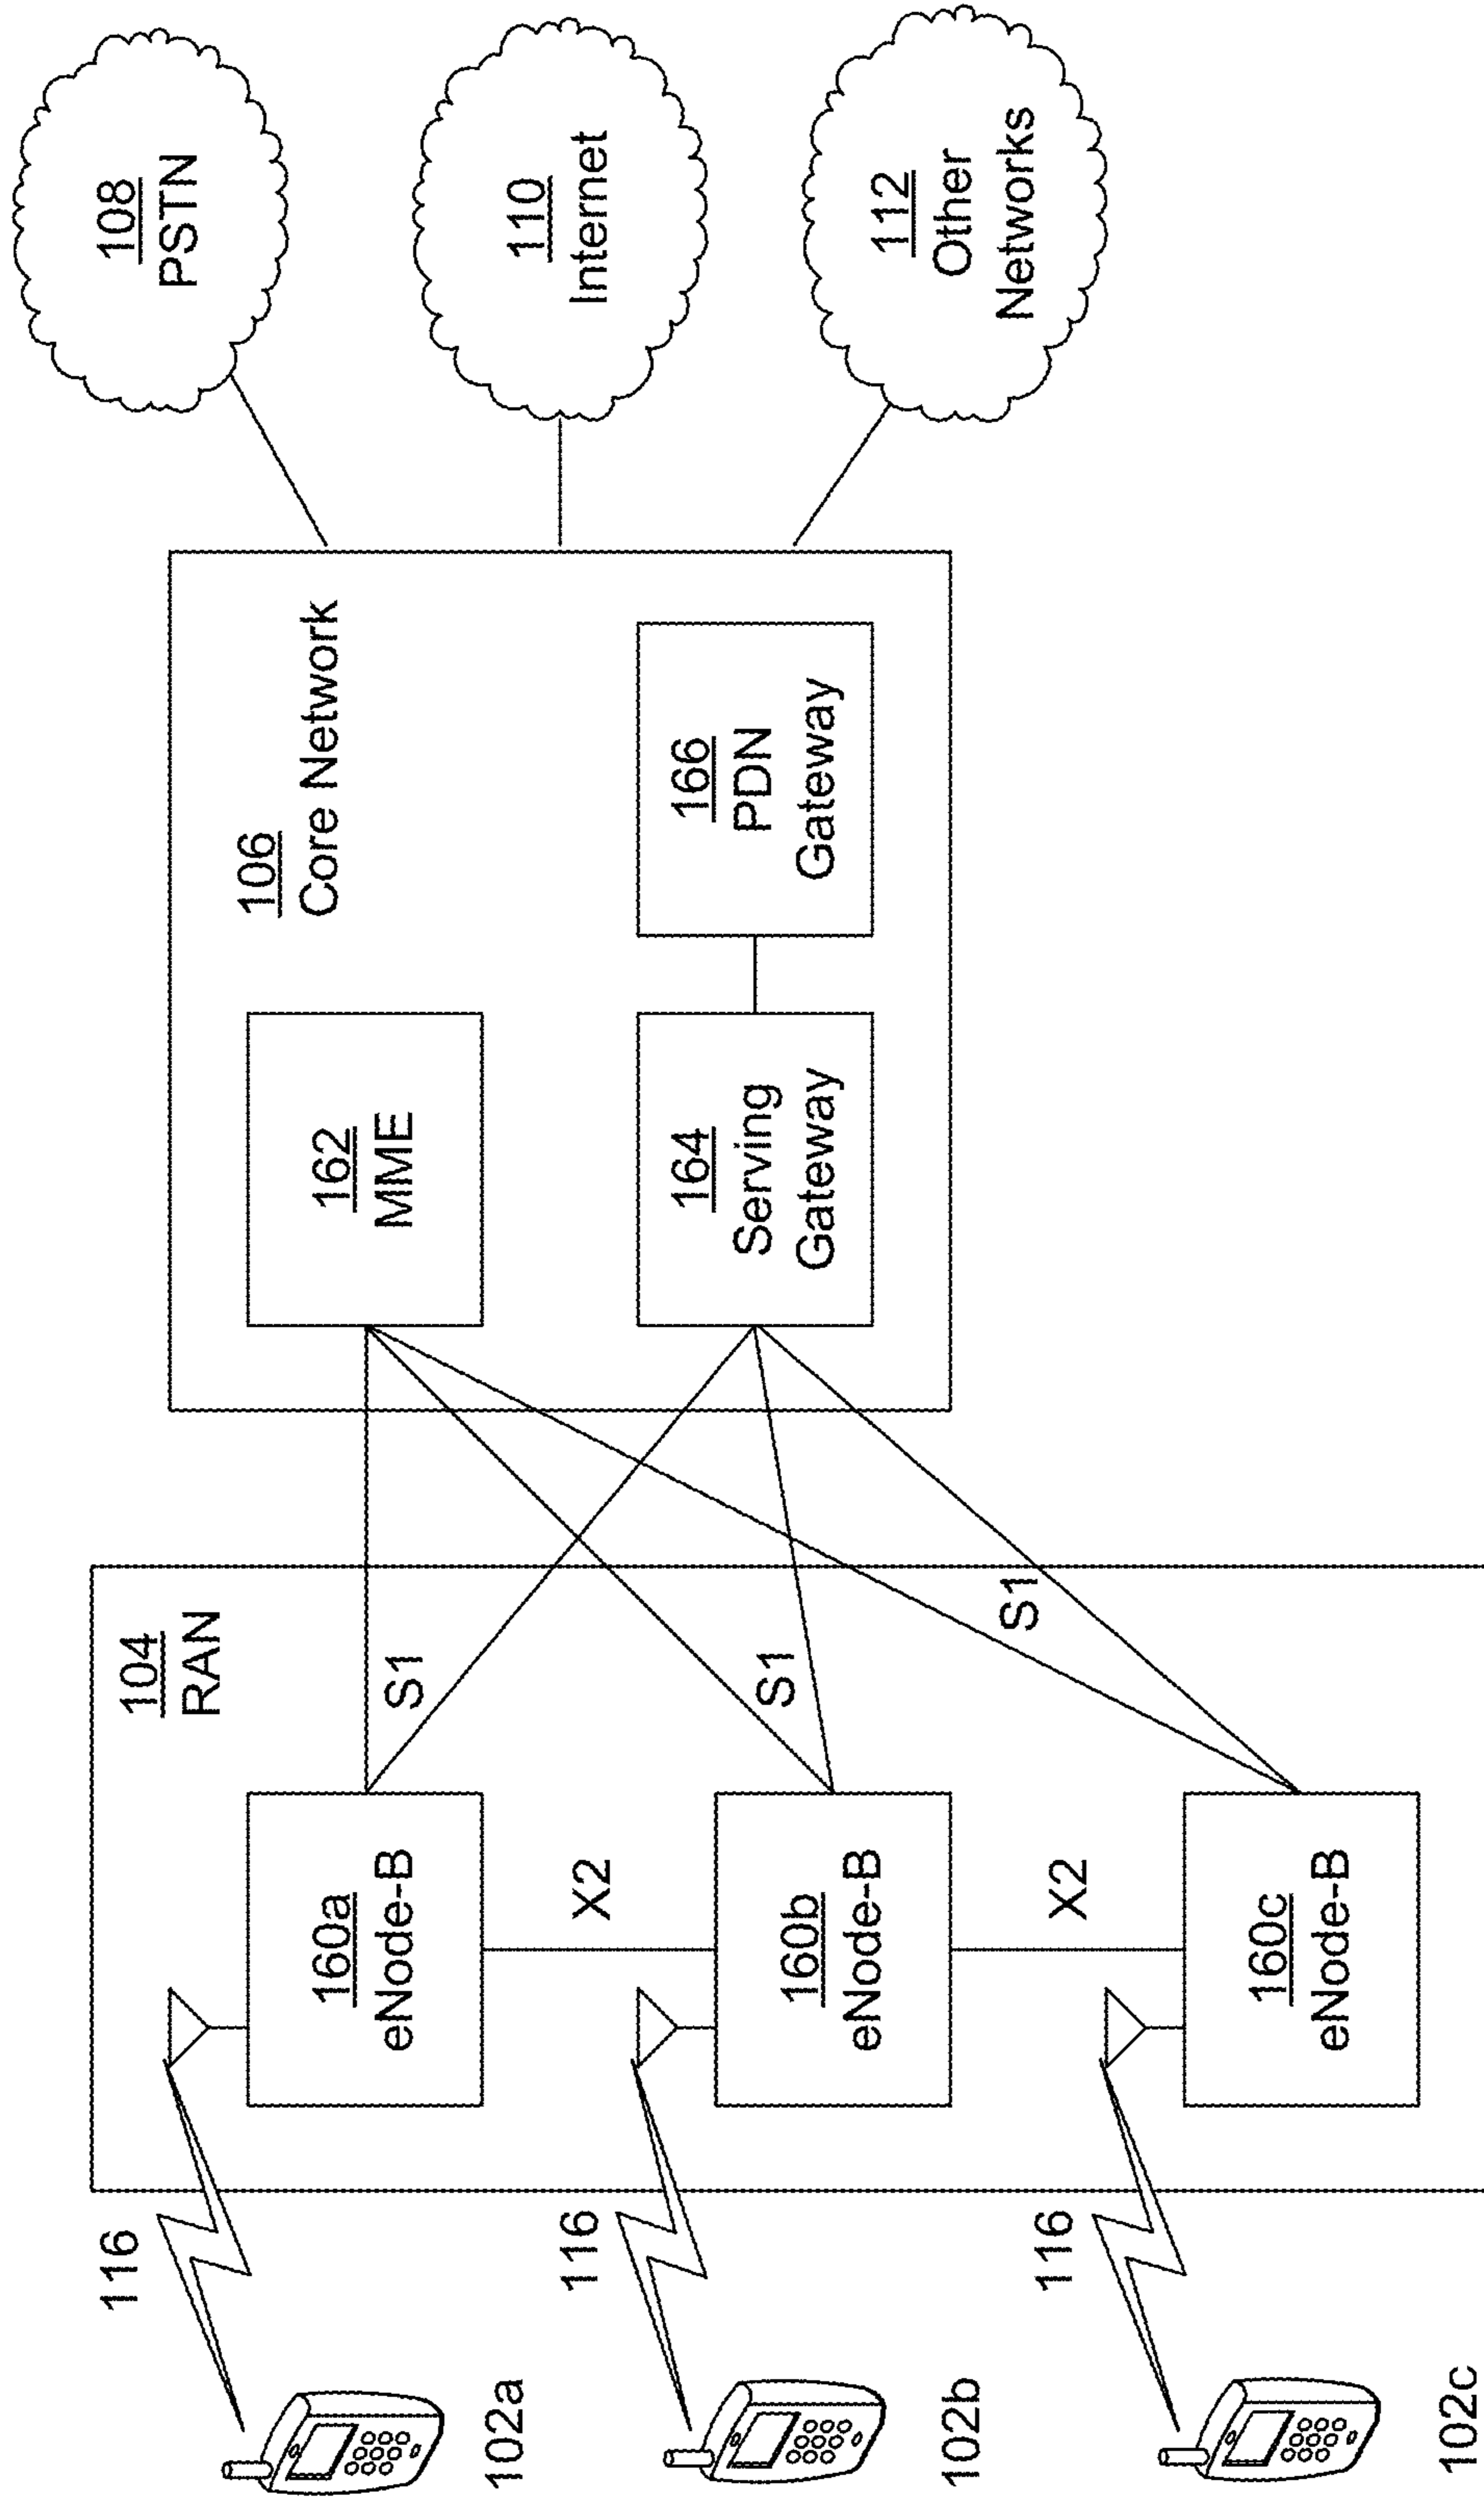 116
102a
116
102b
116
102c
104
RAN
160a
eNode-B
X2
160b
eNode-B
X2
160c
eNode-B
S1
S1
S1
106
Core Network
162
MME
164
Serving
Gateway
166
PDN
Gateway
108
PSTN
110
Internet
112
Other
Networks